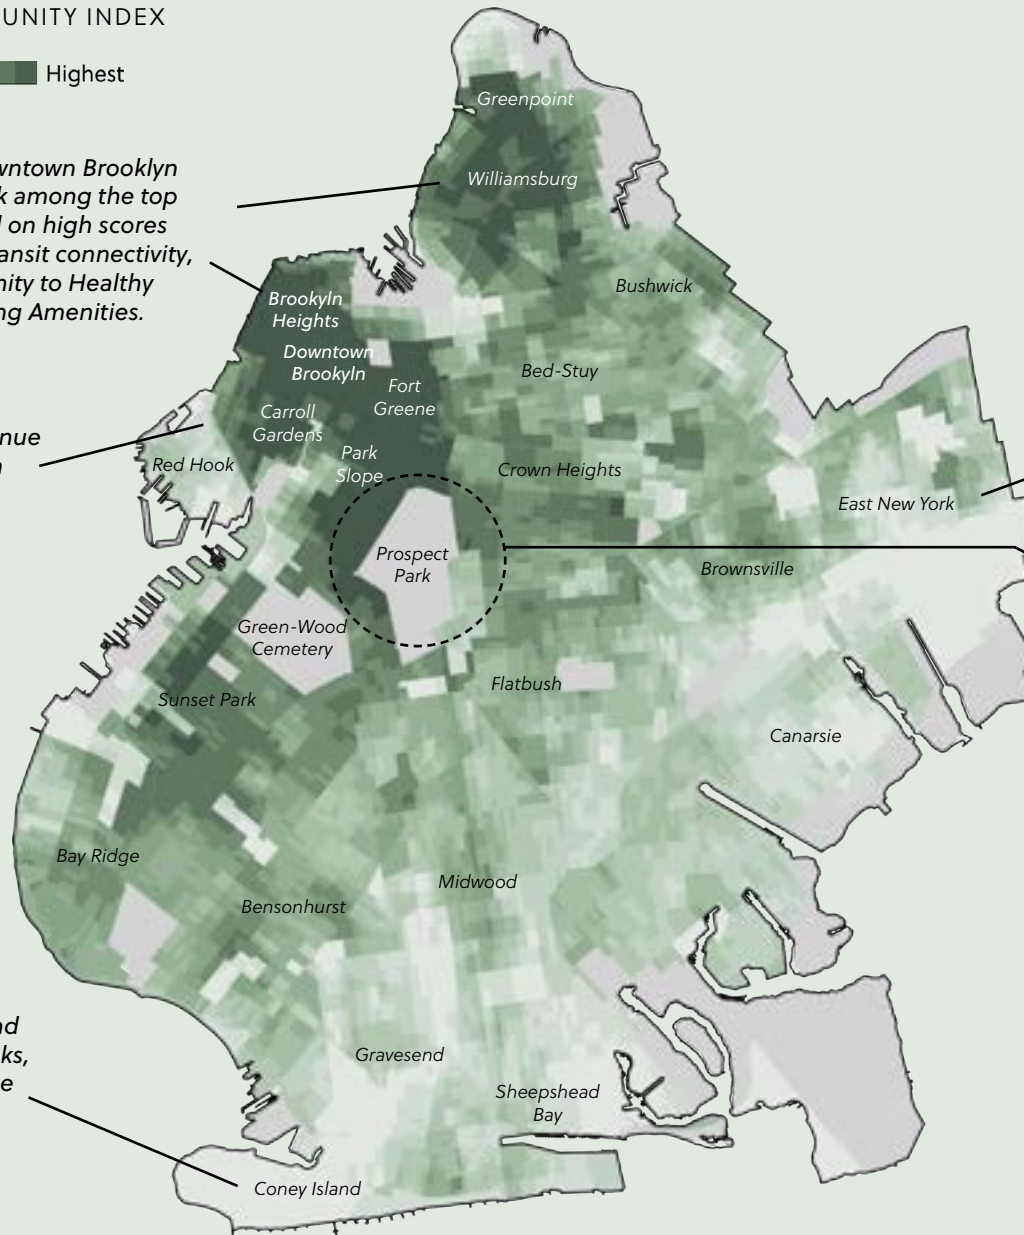 UNITY INDEX
Highest
wntown Brooklyn
k among the top
l on high scores
ansit connectivity,
nity to Healthy
ng Amenities.
nue
nd
ks,
e
Greenpoint
Williamsburg
Bushwick
Brookyln
Heights
Downtown
Brookyln
Fort
Greene
Bed-Stuy
Carroll
Gardens
Park
Slope
Red Hook
Crown Heights
East New York
Prospect
Park
Brownsville
Green-Wood
Cemetery
Flatbush
Sunset Park
Canarsie
Bay Ridge
Midwood
Bensonhurst
Gravesend
Sheepshead
Bay
Coney Island